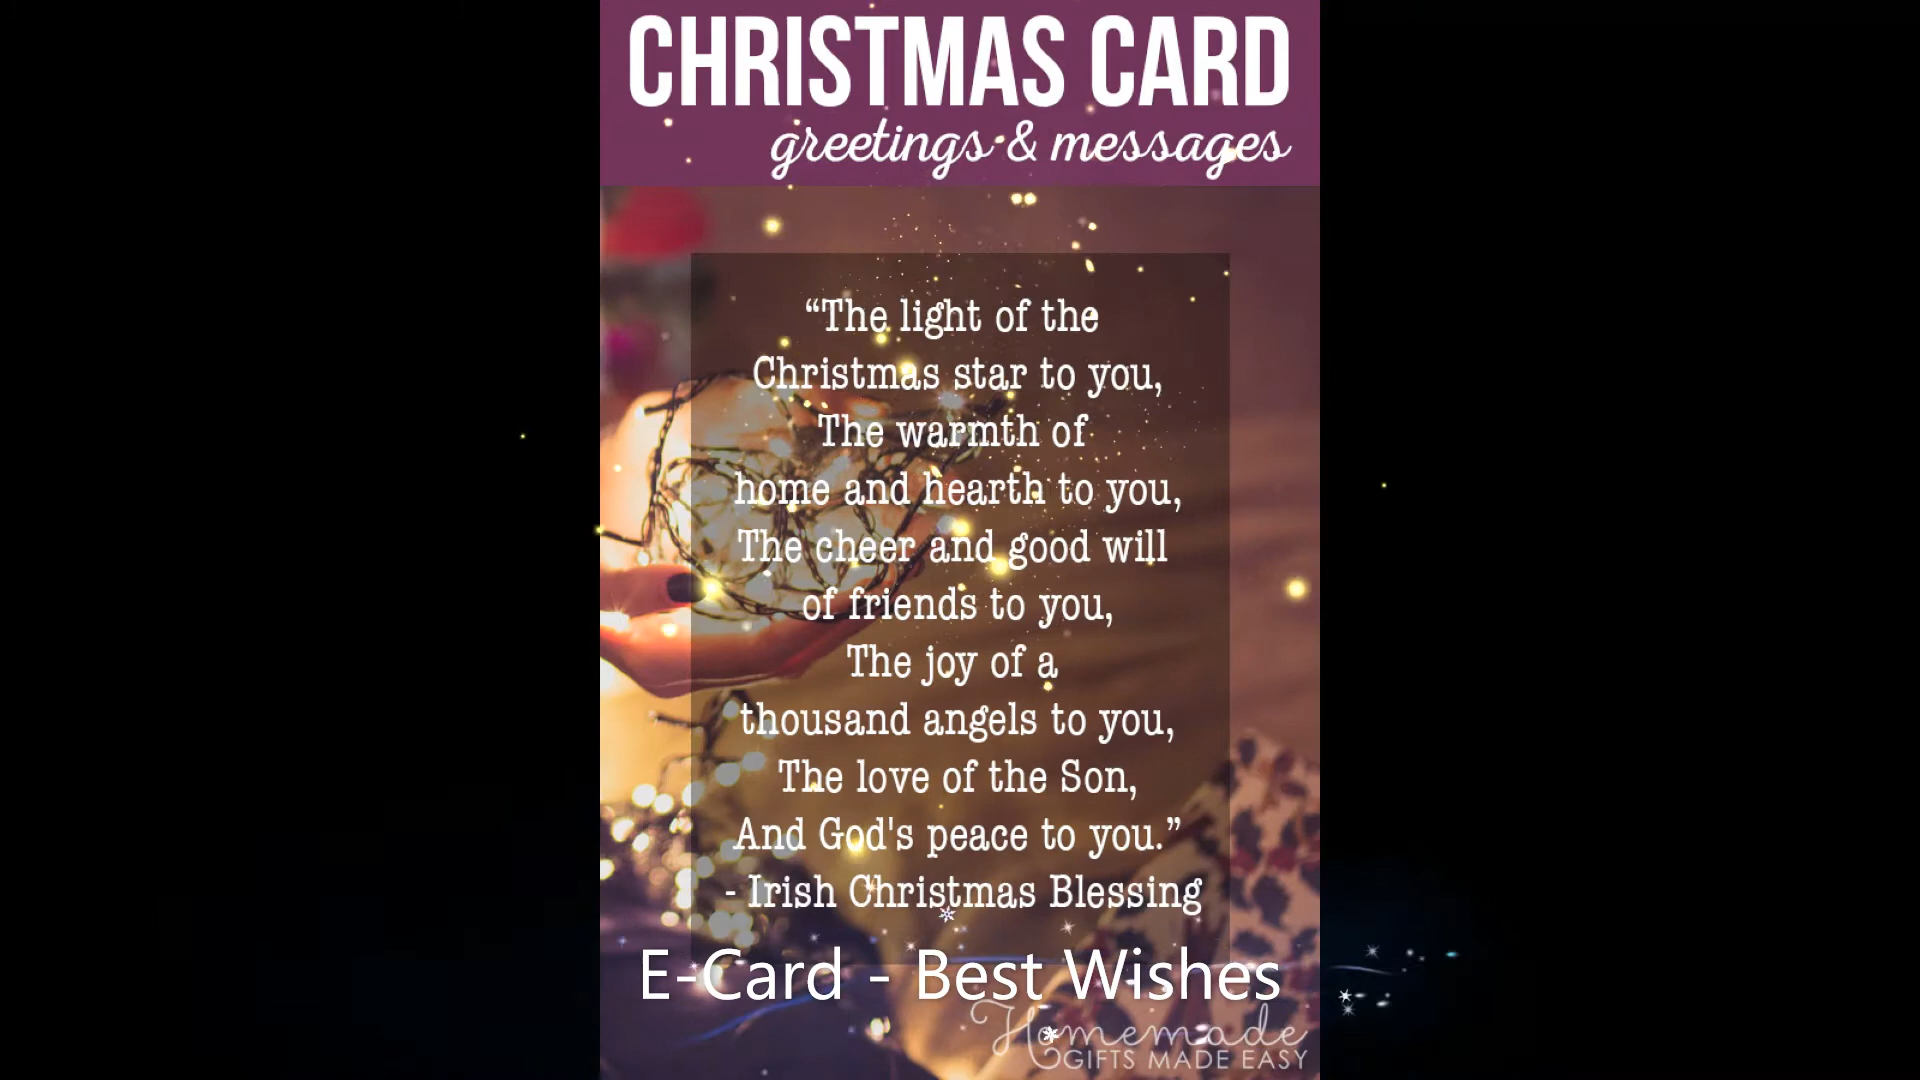 CHRISTMAS CARD
greetings & messages
“The light of the
Christmas star to you,
The warmth of
home and hearth to you,
The cheer and good will
of friends to you,
The joy of a
thousand angels to you,
The love of the Son,
And God's peace to you.”
- Irish Christmas Blessing
E-Card - Best Wishes
Homemade
GIFTS MADE EASY